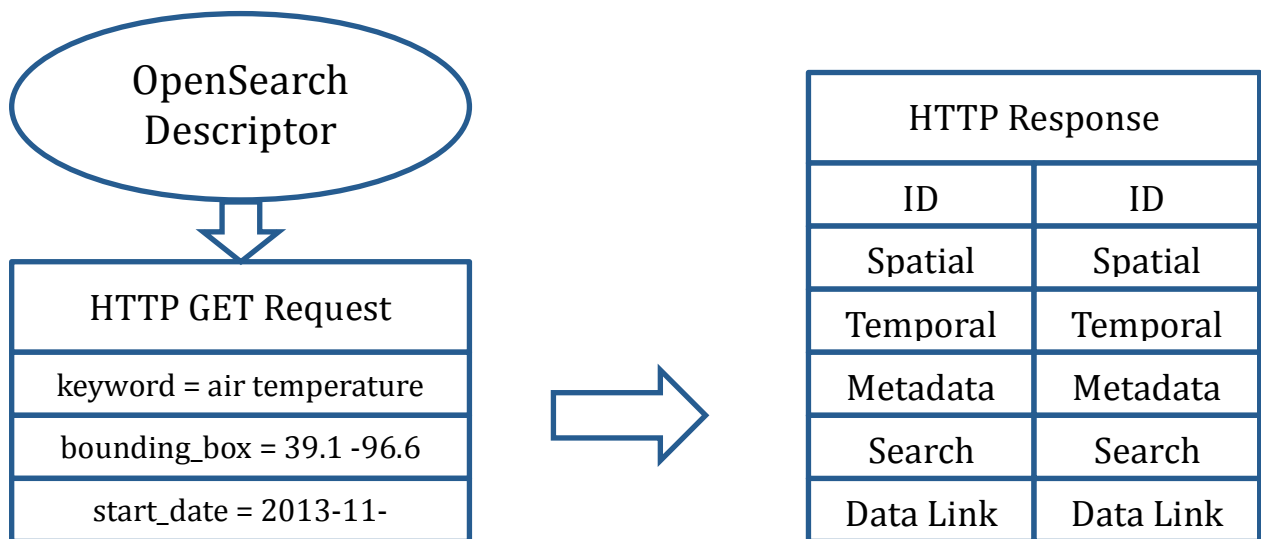 OpenSearch
Descriptor
HTTP GET Request
keyword = air temperature
bounding_box = 39.1 -96.6
start_date = 2013-11-
HTTP Response
ID ID
Spatial Spatial
Temporal Temporal
Metadata Metadata
Search Search
Data Link Data Link